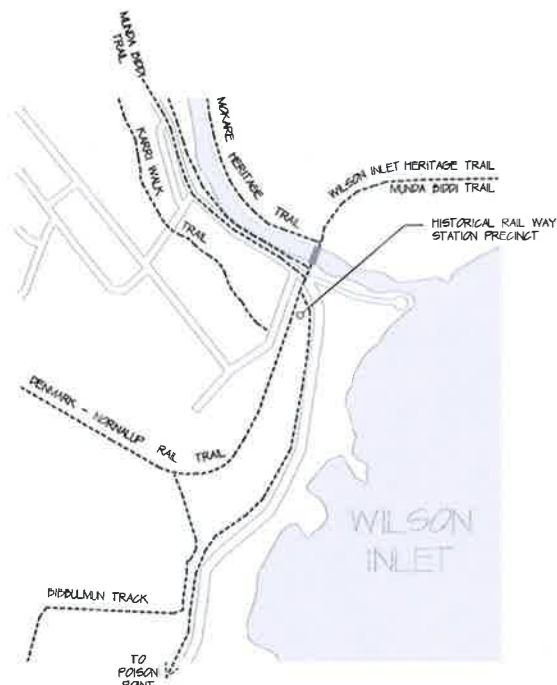 MUNDA BIDDI
TRAIL
KARRI WALK
TRAIL
MOKARE HERITAGE TRAIL
WILSON INLET HERITAGE TRAIL
MUNDA BIDDI TRAIL
HISTORICAL RAIL WAY
STATION PRECINCT
DENMARK - NORNALUP RAIL TRAIL
WILSON
INLET
BIBBULMUN TRACK
TO
POISON
POINT